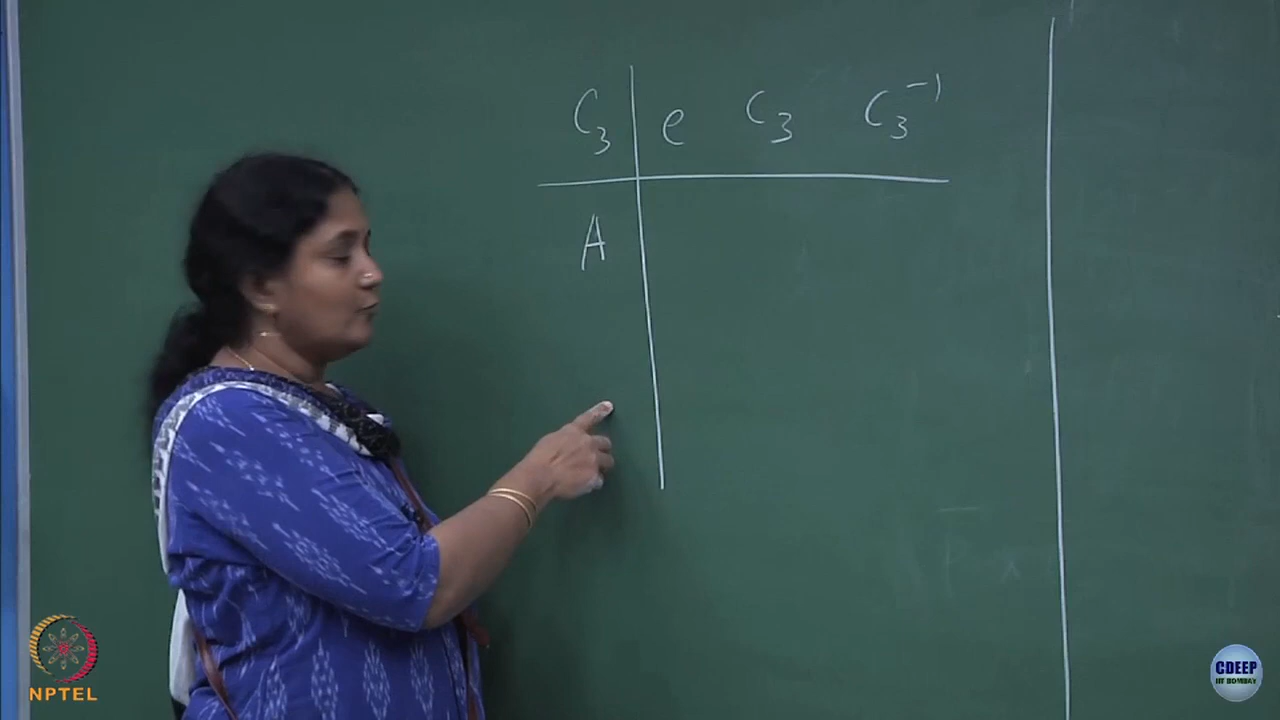 C₃ e C₃ C₃⁻¹
A
NPTEL
CDEEP
IIT BOMBAY